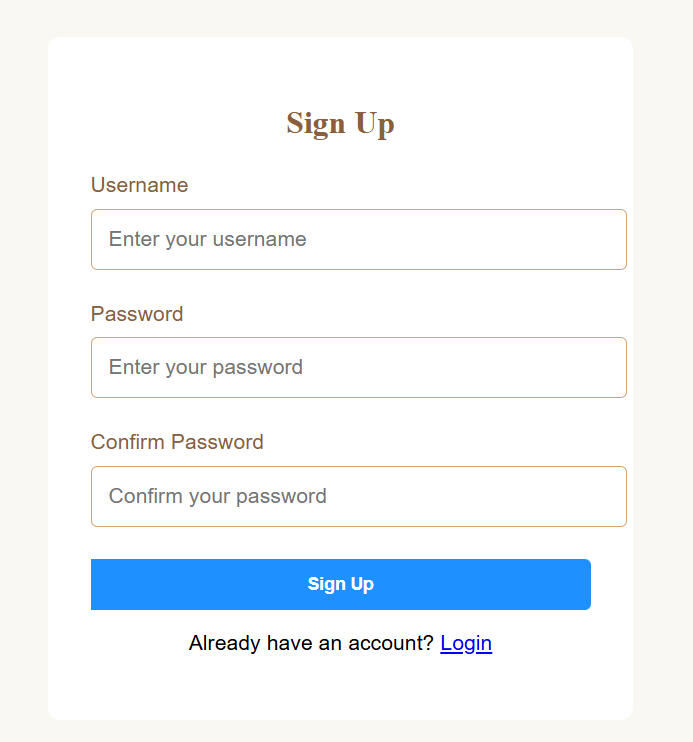 Sign Up
Username
Enter your username
Password
Enter your password
Confirm Password
Confirm your password
Sign Up
Already have an account? Login